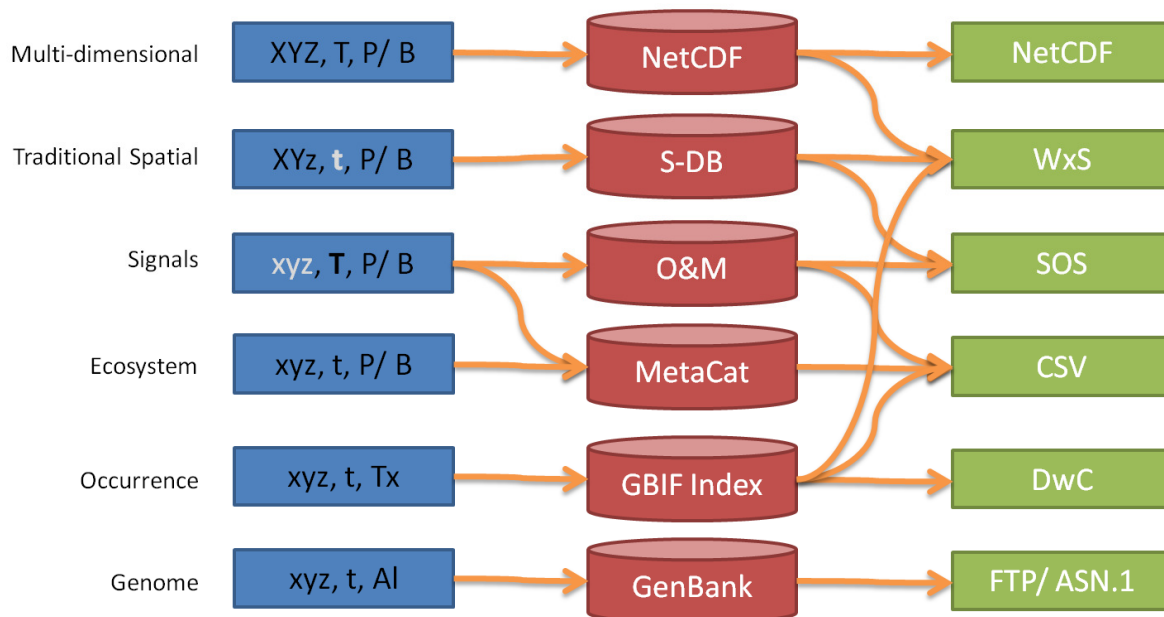 Multi-dimensional
XYZ, T, P/ B
NetCDF
NetCDF
Traditional Spatial
XYz, t, P/ B
S-DB
WxS
Signals
xyz, T, P/ B
O&M
SOS
Ecosystem
xyz, t, P/ B
MetaCat
CSV
Occurrence
xyz, t, Tx
GBIF Index
DwC
Genome
xyz, t, Al
GenBank
FTP/ ASN.1